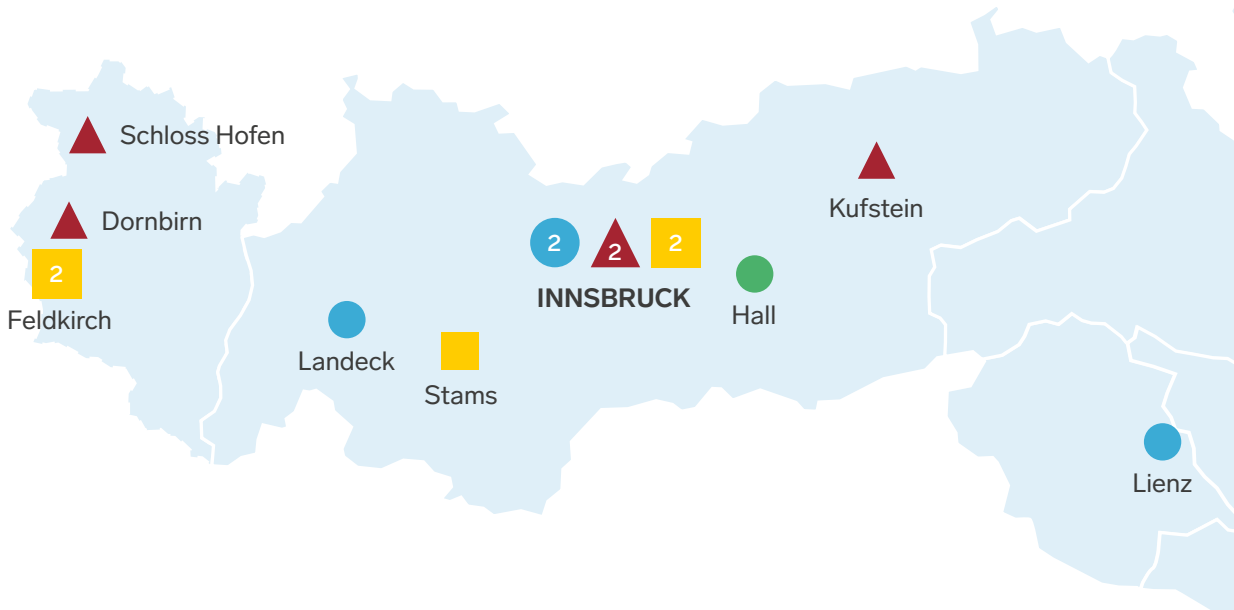 Schloss Hofen
Dornbirn
2
Feldkirch
Landeck
Stams
2
2
2
INNSBRUCK
Hall
Kufstein
Lienz